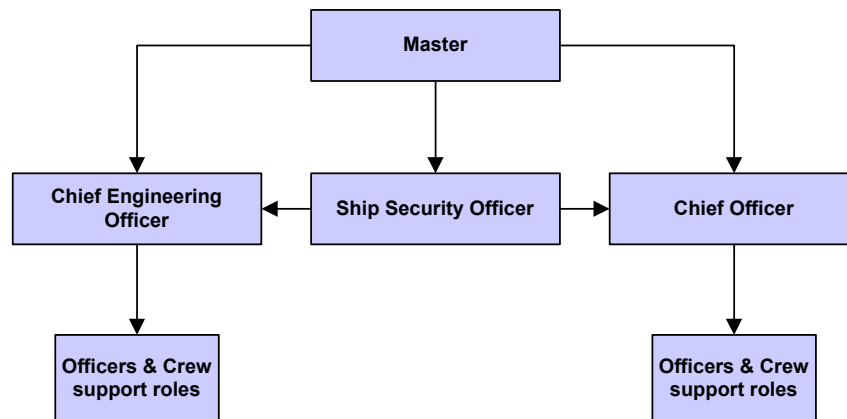 Master
Chief Engineering
Officer
Ship Security Officer
Chief Officer
Officers & Crew
support roles
Officers & Crew
support roles